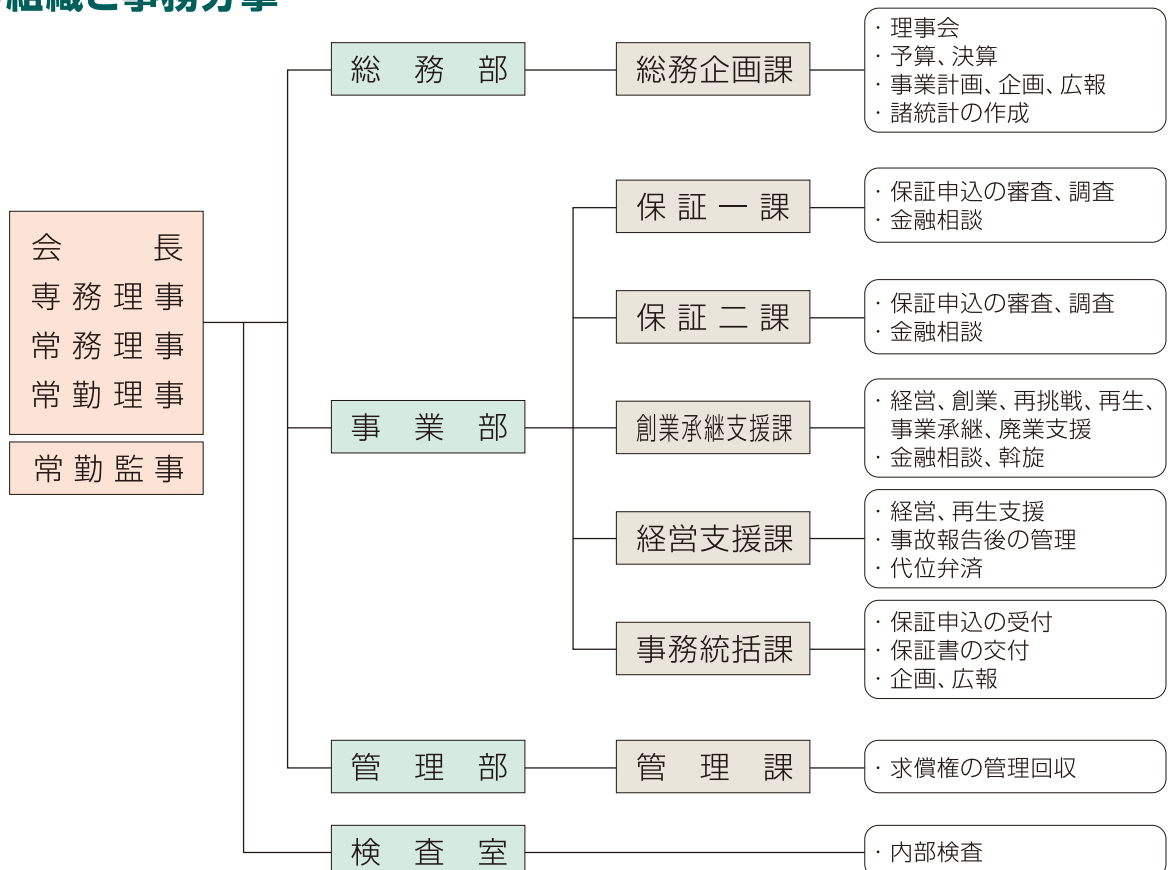 組織と事務分掌
会長
専務理事
常務理事
常勤理事
常勤監事
総務部
総務企画課
・理事会
・予算、決算
・事業計画、企画、広報
・諸統計の作成
事業部
保証一課
・保証申込の審査、調査
・金融相談
保証二課
・保証申込の審査、調査
・金融相談
創業承継支援課
・経営、創業、再挑戦、再生、
事業承継、廃業支援
・金融相談、斡旋
経営支援課
・経営、再生支援
・事故報告後の管理
・代位弁済
事務統括課
・保証申込の受付
・保証書の交付
・企画、広報
管理部
管理課
・求償権の管理回収
検査室
・内部検査